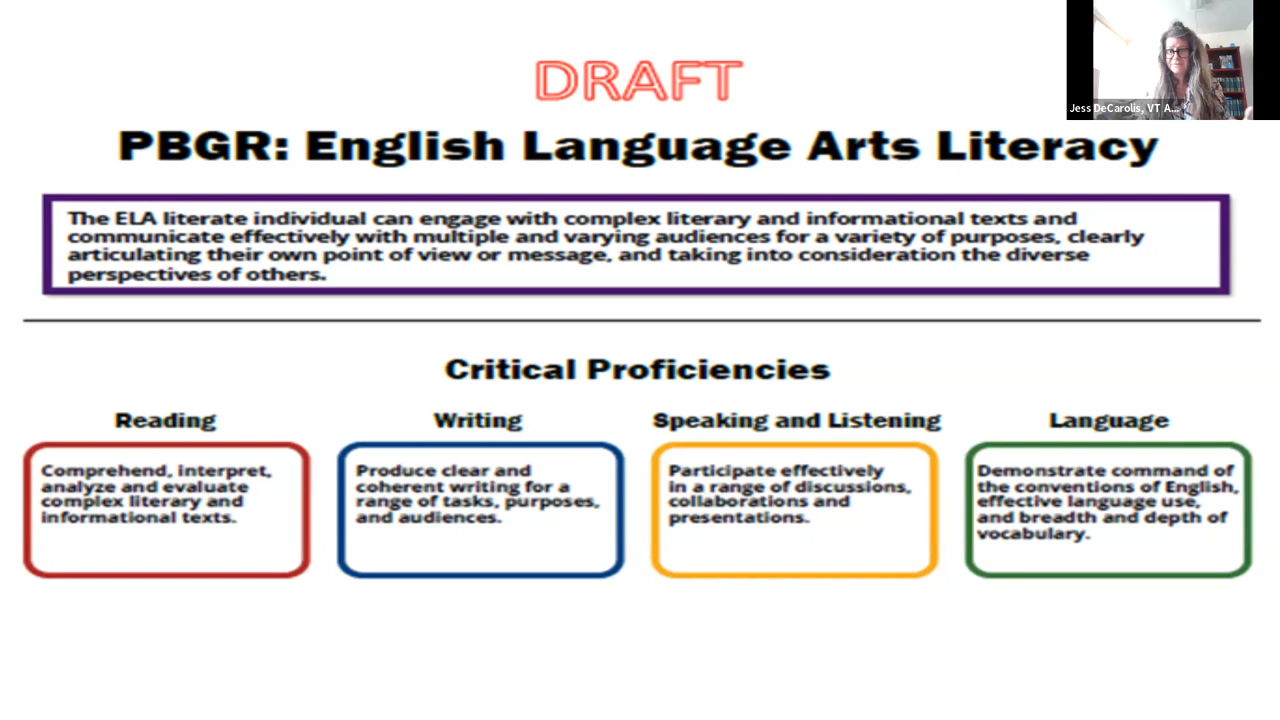 DRAFT
Jess DeCarolis, VT A...
PBGR: English Language Arts Literacy
The ELA literate individual can engage with complex literary and informational texts and
communicate effectively with multiple and varying audiences for a variety of purposes, clearly
articulating their own point of view or message, and taking into consideration the diverse
perspectives of others.
Critical Proficiencies
Reading
Comprehend, interpret,
analyze and evaluate
complex literary and
informational texts.
Writing
Produce clear and
coherent writing for a
range of tasks, purposes,
and audiences.
Speaking and Listening
Participate effectively
in a range of discussions,
collaborations and
presentations.
Language
Demonstrate command of
the conventions of English,
effective language use,
and breadth and depth of
vocabulary.